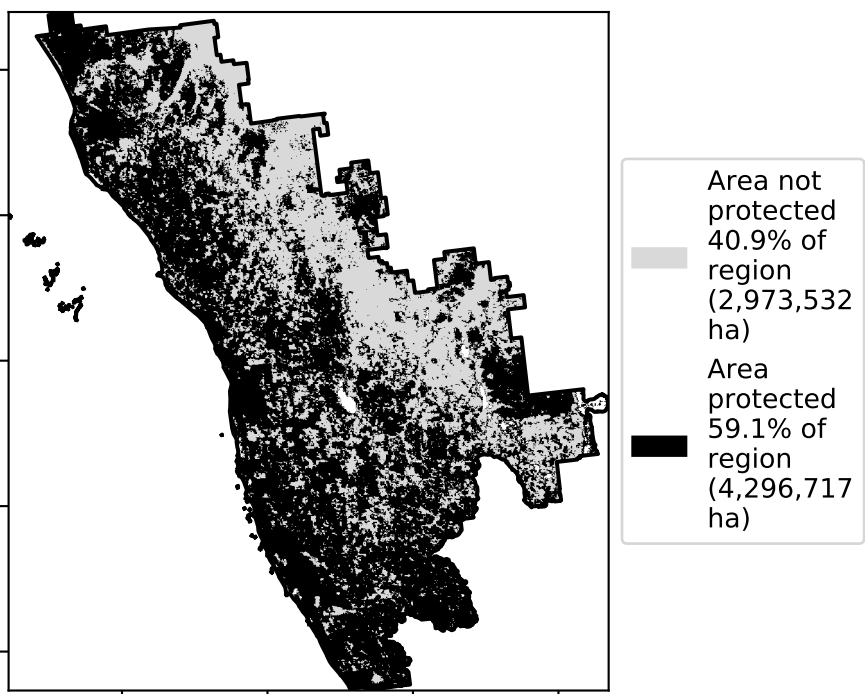 Area not
protected
40.9% of
region
(2,973,532
ha)
Area
protected
59.1% of
region
(4,296,717
ha)